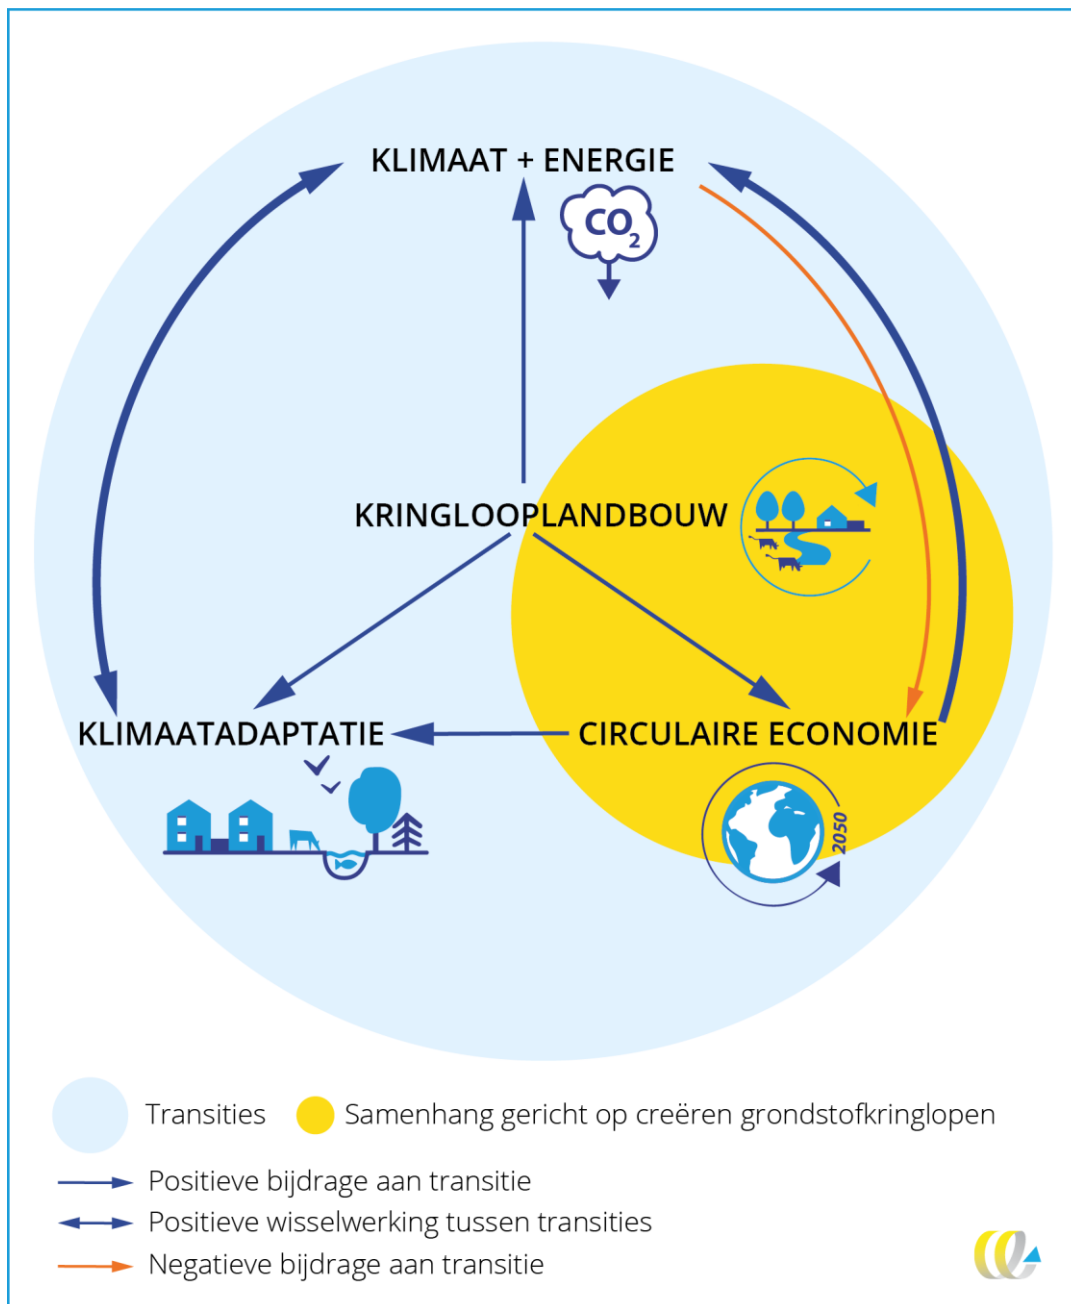 KLIMAAT + ENERGIE
CO2
KRINGLOOPLANDBOUW
KLIMAATADAPTATIE
CIRCULAIRE ECONOMIE
2050
Transities
Samenhang gericht op creëren grondstofkringlopen
Positieve bijdrage aan transitie
Positieve wisselwerking tussen transities
Negatieve bijdrage aan transitie